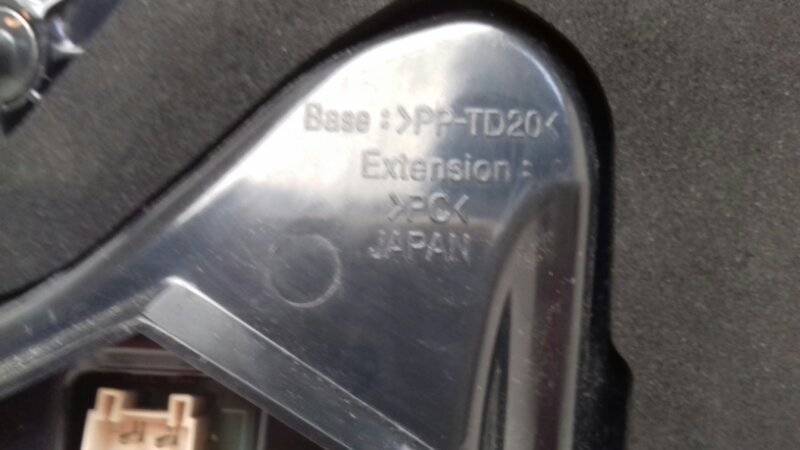 Base : >PP-TD20<
Extension :
>PC<
JAPAN